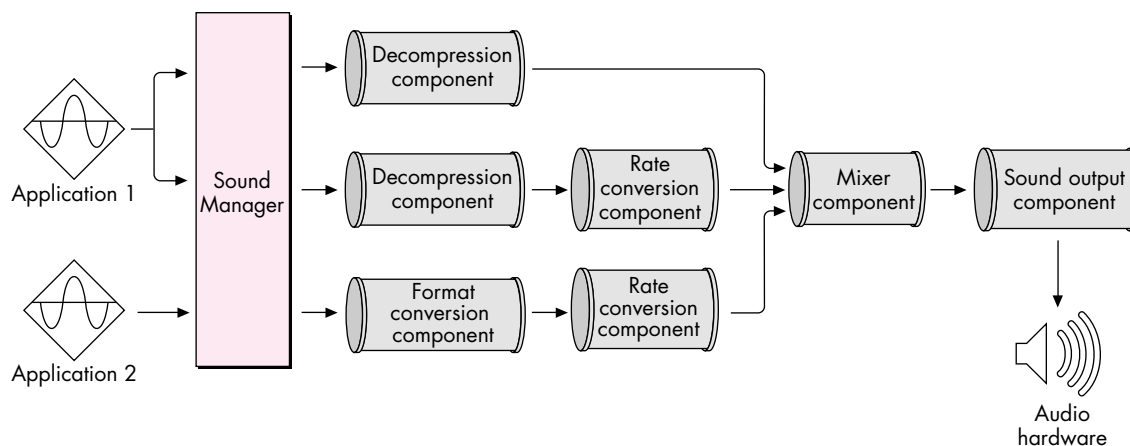 Application 1
Application 2
Sound
Manager
Decompression
component
Decompression
component
Rate
conversion
component
Format
conversion
component
Rate
conversion
component
Mixer
component
Sound output
component
Audio
hardware